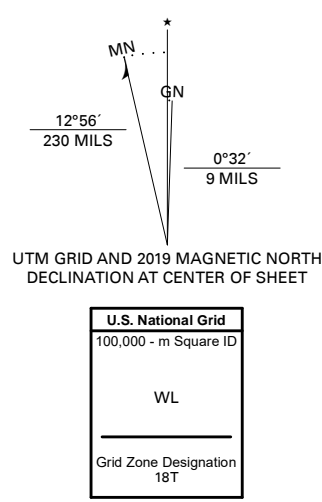 ★
MN
GN
12°56´
230 MILS
0°32´
9 MILS
UTM GRID AND 2019 MAGNETIC NORTH
DECLINATION AT CENTER OF SHEET
U.S. National Grid
100,000 - m Square ID
WL
Grid Zone Designation
18T